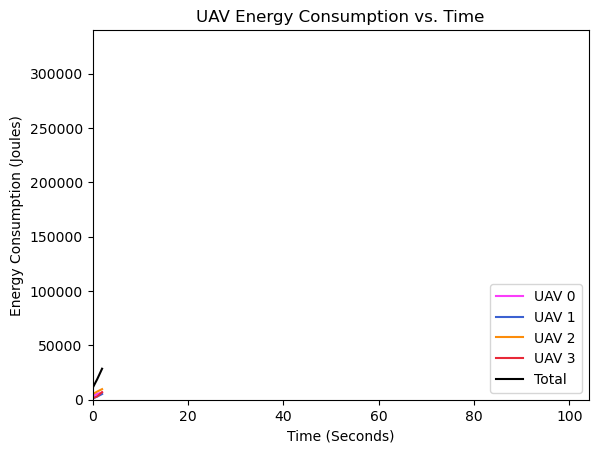 UAV Energy Consumption vs. Time
Energy Consumption (Joules)
300000
250000
200000
150000
100000
50000
0
0 20 40 60 80 100
Time (Seconds)
UAV 0
UAV 1
UAV 2
UAV 3
Total